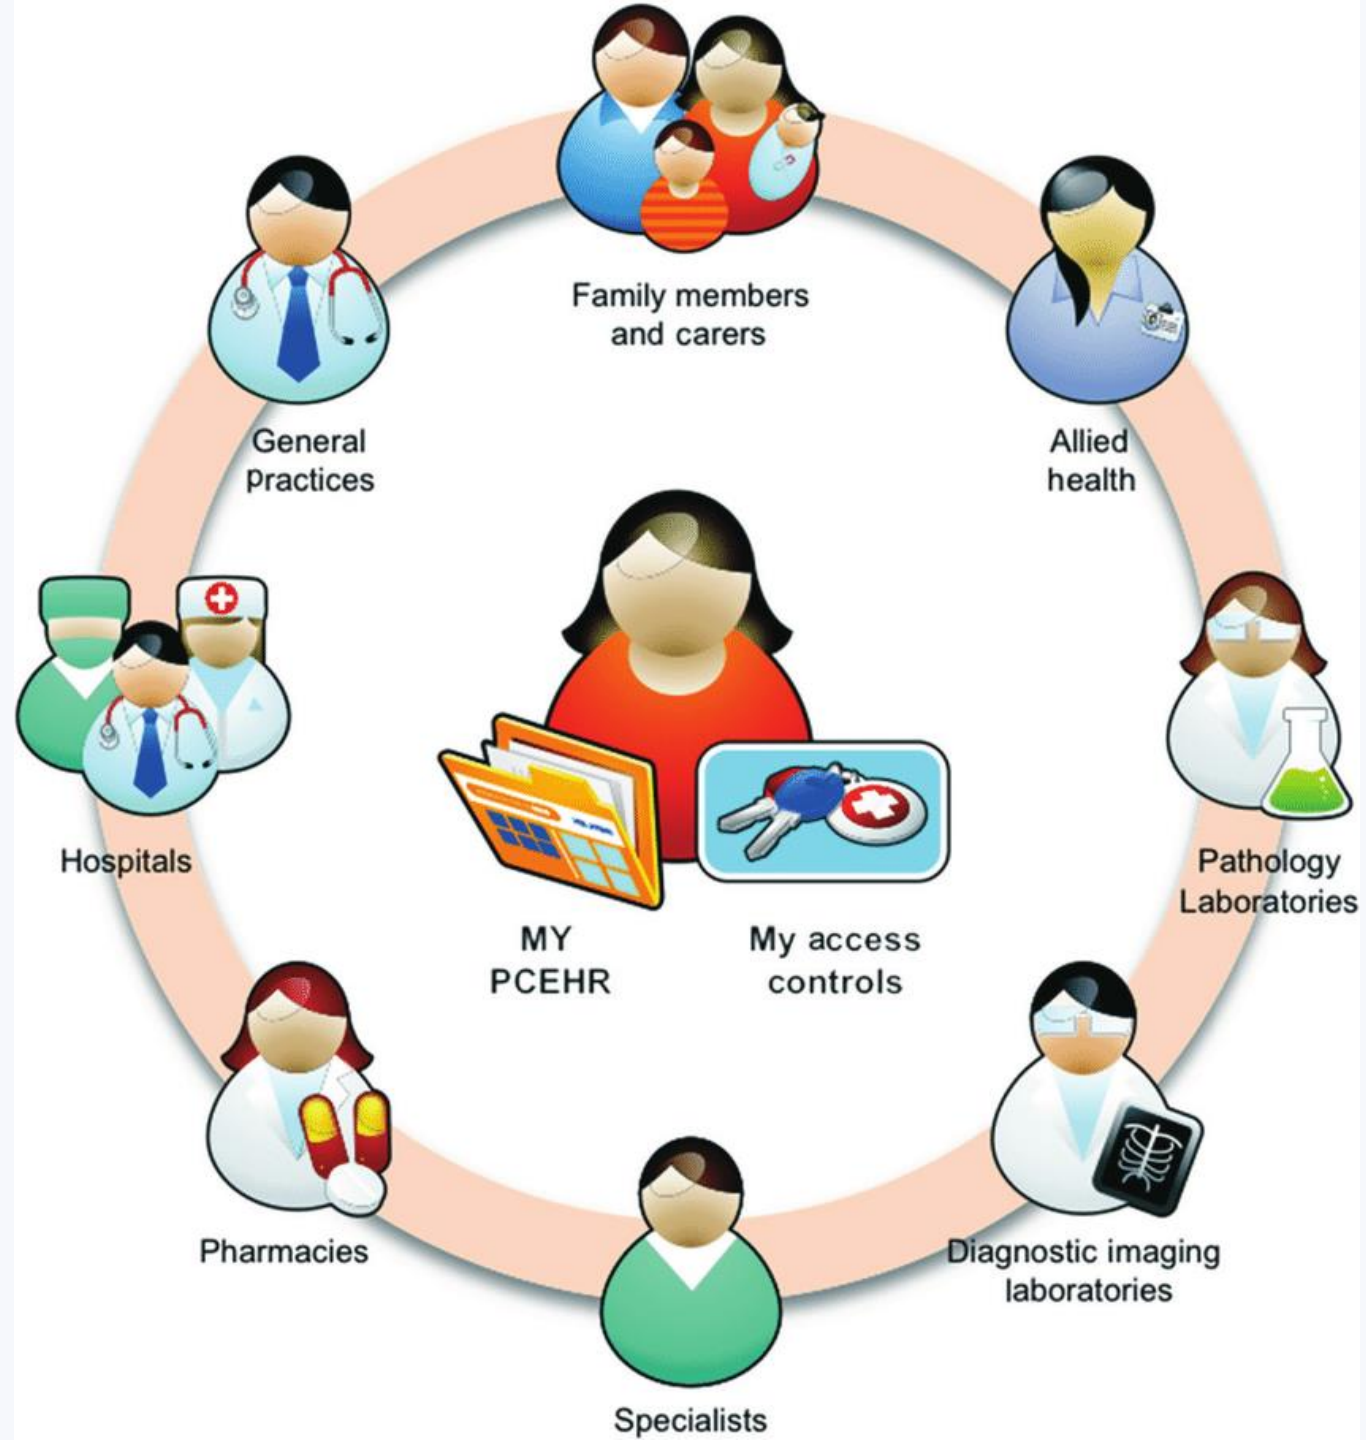 Family members
and carers
General
practices
Allied
health
Hospitals
Pathology
Laboratories
MY
PCEHR
My access
controls
Pharmacies
Diagnostic imaging
laboratories
Specialists